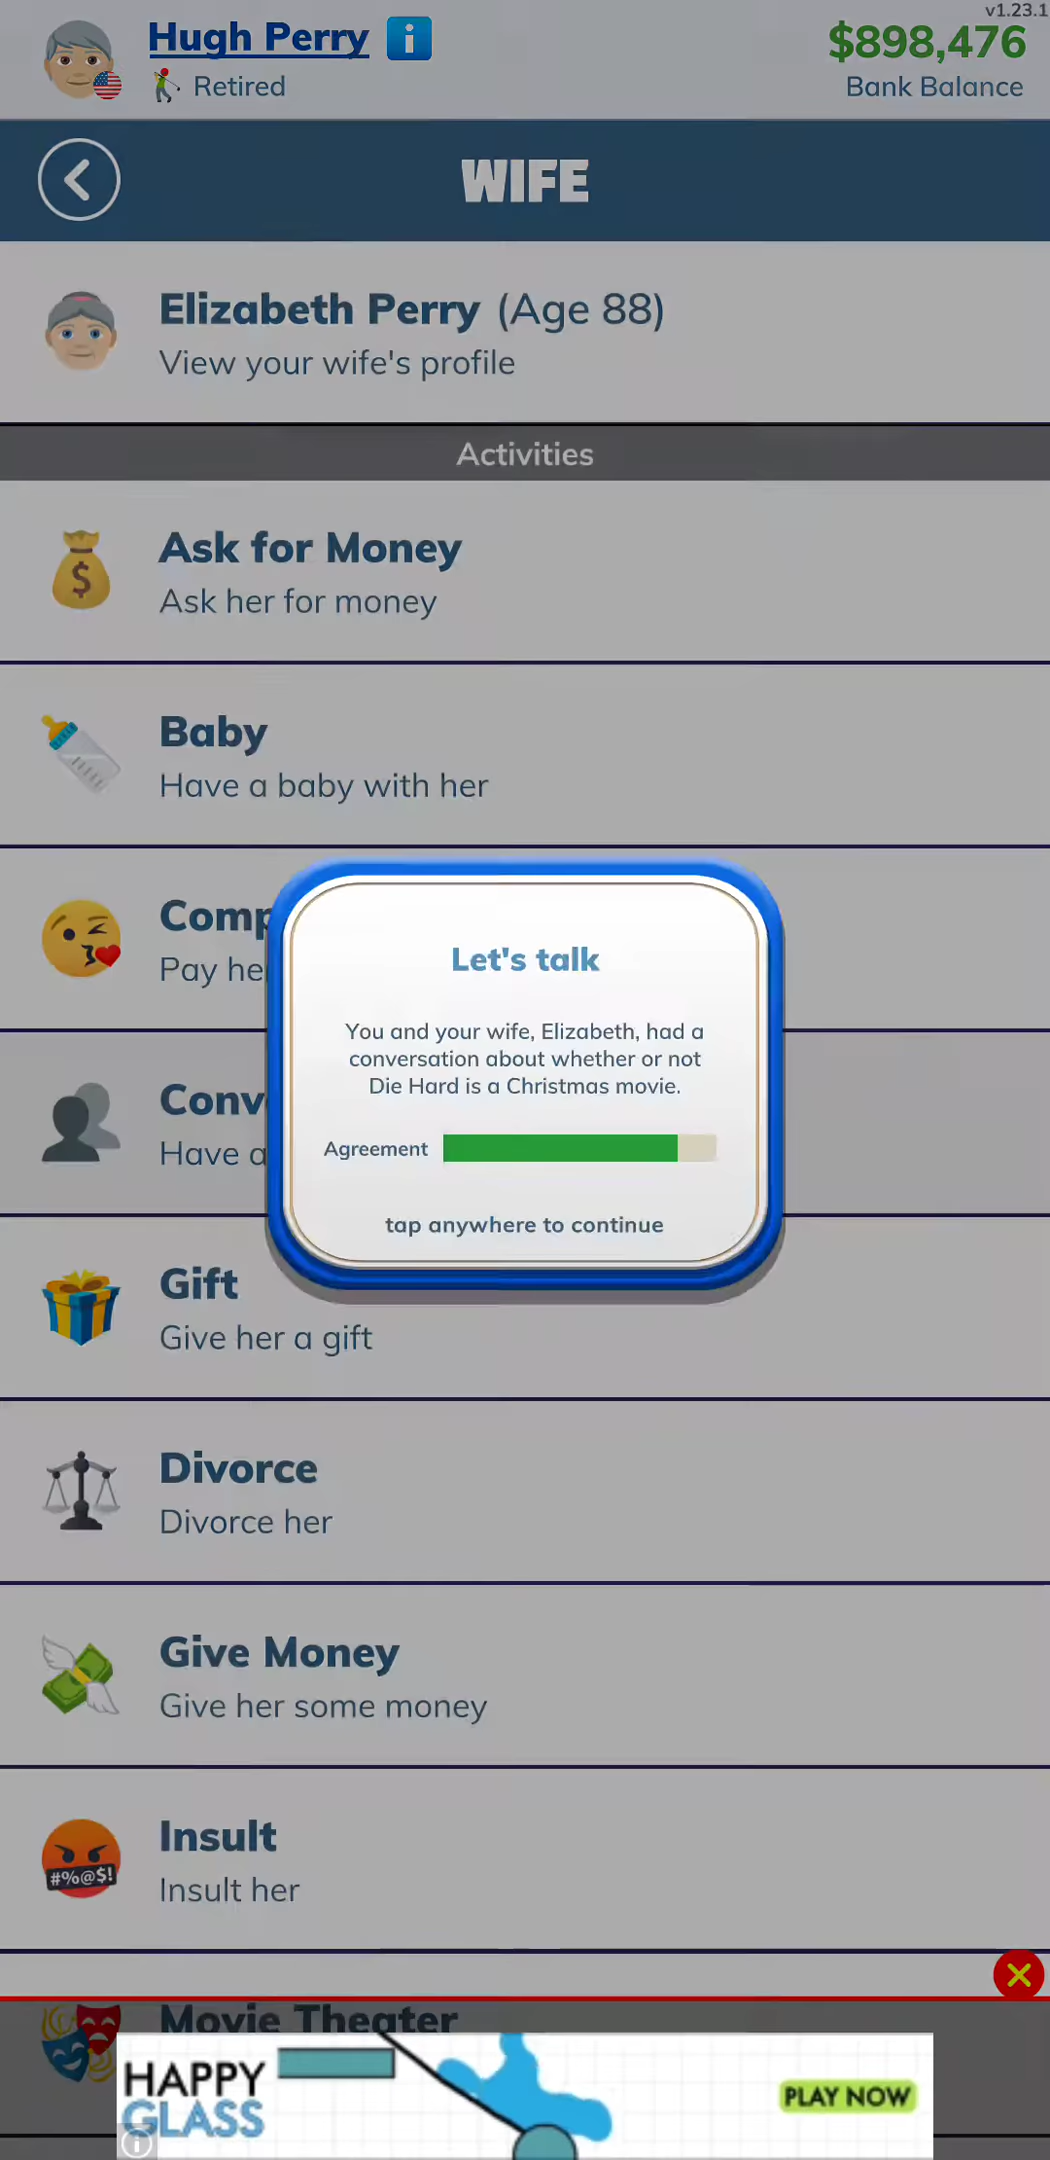 v1.23.1
Hugh Perry
$898,476
Retired
Bank Balance
WIFE
Elizabeth Perry (Age 88)
View your wife's profile
Activities
$
Ask for Money
Ask her for money
Baby
Have a baby with her
Comp
Pay he
Let's talk
You and your wife, Elizabeth, had a
conversation about whether or not
Die Hard is a Christmas movie.
Conv
Have a
Agreement
tap anywhere to continue
Gift
Give her a gift
Divorce
Divorce her
Give Money
Give her some money
#%@$!
Insult
Insult her
Movie Theater
HAPPY
GLASS
PLAY NOW